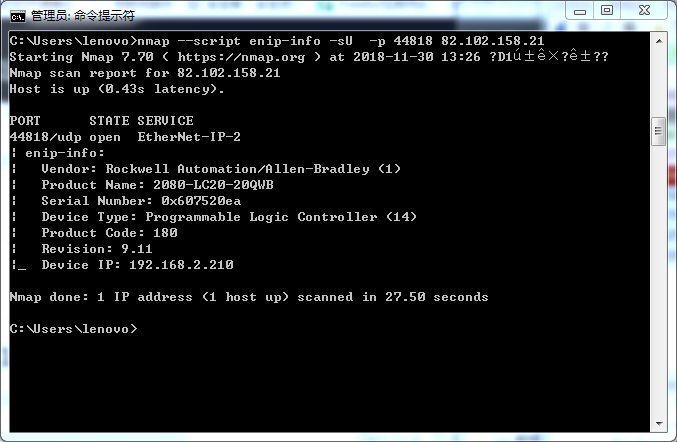 管理员: 命令提示符
C:\Users\lenovo>nmap --script enip-info -sU  -p 44818 82.102.158.21
Starting Nmap 7.70 ( https://nmap.org ) at 2018-11-30 13:26 ?D1ú±ê×?ê±??
Nmap scan report for 82.102.158.21
Host is up (0.43s latency).
PORT      STATE SERVICE
44818/udp open  EtherNet-IP-2
| enip-info:
|   Vendor: Rockwell Automation/Allen-Bradley (1)
|   Product Name: 2080-LC20-20QWB
|   Serial Number: 0x607520ea
|   Device Type: Programmable Logic Controller (14)
|   Product Code: 180
|   Revision: 9.11
|_  Device IP: 192.168.2.210
Nmap done: 1 IP address (1 host up) scanned in 27.50 seconds
C:\Users\lenovo>